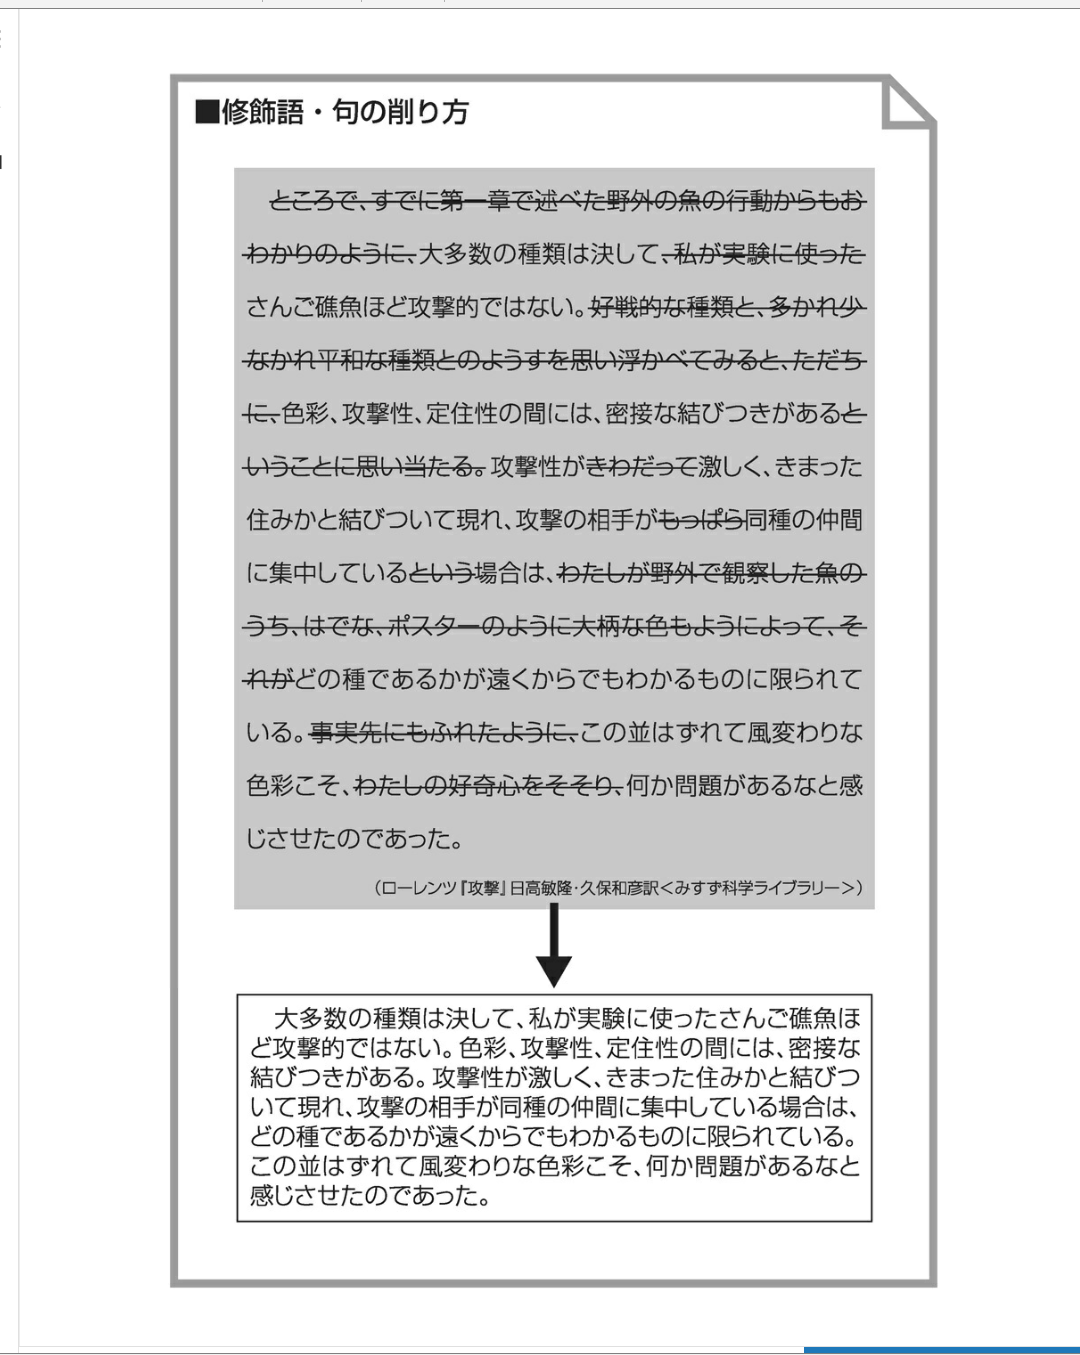 ■修飾語・句の削り方
ところで、すでに第一章で述べた野外の魚の行動からもお
わかりのように、大多数の種類は決して、私が実験に使った
さんご礁魚ほど攻撃的ではない。好戦的な種類と、多かれ少
なかれ平和な種類とのようすを思い浮かべてみると、ただち
に、色彩、攻撃性、定住性の間には、密接な結びつきがあると
いうことに思い当たる。攻撃性がきわだって激しく、きまった
住みかと結びついて現れ、攻撃の相手がもっぱら同種の仲間
に集中しているという場合は、わたしが野外で観察した魚の
うち、はでな、ポスターのように大柄な色もようによって、そ
れがどの種であるかが遠くからでもわかるものに限られて
いる。事実先にもふれたように、この並はずれて風変わりな
色彩こそ、わたしの好奇心をそそり、何か問題があるなと感
じさせたのであった。
（ローレンツ『攻撃』日高敏隆・久保和彦訳＜みすず科学ライブラリー＞）
大多数の種類は決して、私が実験に使ったさんご礁魚ほ
ど攻撃的ではない。色彩、攻撃性、定住性の間には、密接な
結びつきがある。攻撃性が激しく、きまった住みかと結びつ
いて現れ、攻撃の相手が同種の仲間に集中している場合は、
どの種であるかが遠くからでもわかるものに限られている。
この並はずれて風変わりな色彩こそ、何か問題があるなと
感じさせたのであった。